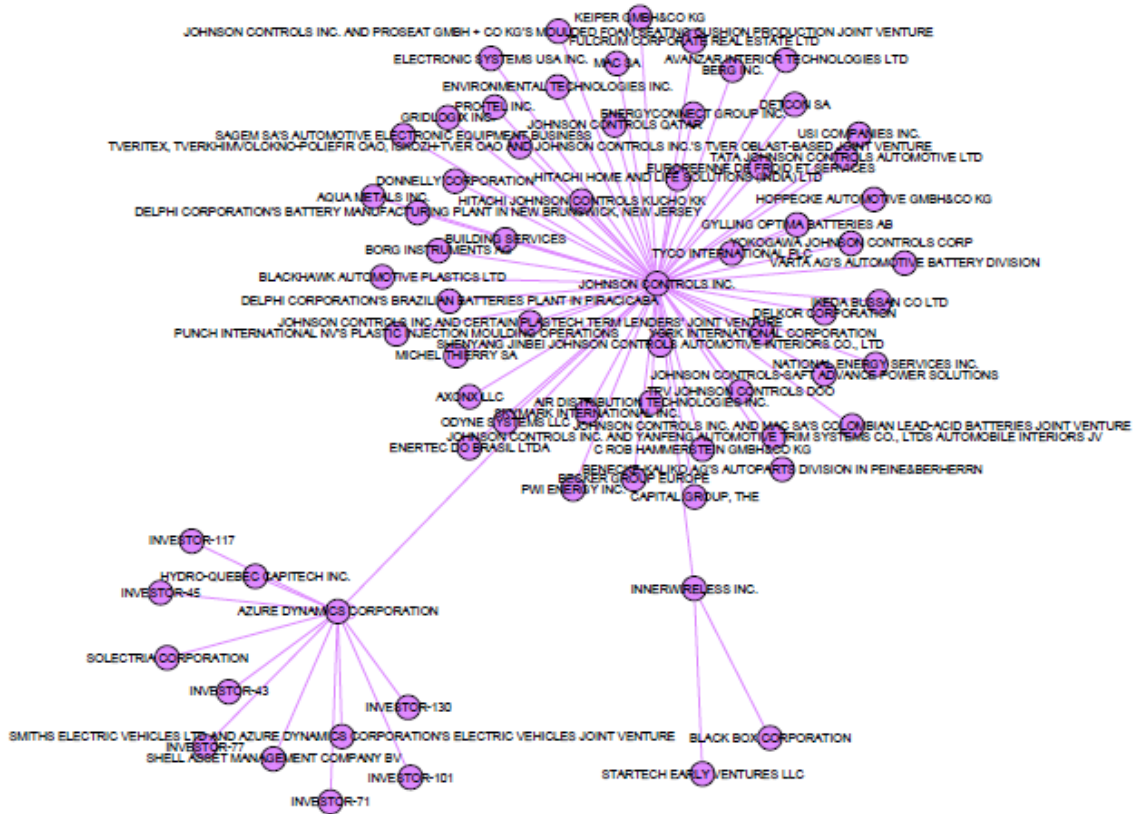 KEIPER GMBH&CO KG
JOHNSON CONTROLS INC. AND PROSEAT GMBH + CO KG'S MOULDED FOAM SEATING CUSHION PRODUCTION JOINT VENTURE
FULCRUM CORPORATE REAL ESTATE LTD
ELECTRONIC SYSTEMS USA INC.
MAC SA
AVANZAR INTERIOR TECHNOLOGIES LTD
BERG INC.
ENVIRONMENTAL TECHNOLOGIES INC.
PRO-TEL INC.
DETCON SA
GRIDLOGIX INC.
ENERGYCONNECT GROUP INC.
JOHNSON CONTROLS QATAR
SAGEM SA'S AUTOMOTIVE ELECTRONIC EQUIPMENT BUSINESS
USI COMPANIES INC.
TVERITEX, TVERKHIMVOLOKNO-POLIEFIR OAO, ISKOZH-TVER OAO AND JOHNSON CONTROLS INC.'S TVER OBLAST-BASED JOINT VENTURE
TATA JOHNSON CONTROLS AUTOMOTIVE LTD
EUROPEENNE DE FROID ET SERVICES
HITACHI HOME AND LIFE SOLUTIONS (INDIA) LTD
DONNELLY CORPORATION
AQUA METALS INC.
HITACHI JOHNSON CONTROLS KUCHO KK
HOPPECKE AUTOMOTIVE GMBH&CO KG
DELPHI CORPORATION'S BATTERY MANUFACTURING PLANT IN NEW BRUNSWICK, NEW JERSEY
GYLLING OPTIMA BATTERIES AB
BUILDING SERVICES
YOKOGAWA JOHNSON CONTROLS CORP
BORG INSTRUMENTS AG
TYCO INTERNATIONAL PLC
VARTA AG'S AUTOMOTIVE BATTERY DIVISION
BLACKHAWK AUTOMOTIVE PLASTICS LTD
JOHNSON CONTROLS INC.
DELPHI CORPORATION'S BRAZILIAN BATTERIES PLANT IN PIRACICABA
IKEDA BUSSAN CO LTD
DELKOR CORPORATION
JOHNSON CONTROLS INC AND CERTAIN PLASTECH TERM LENDERS' JOINT VENTURE
PUNCH INTERNATIONAL NV'S PLASTIC INJECTION MOULDING OPERATIONS
YORK INTERNATIONAL CORPORATION
SHENYANG JINBEI JOHNSON CONTROLS AUTOMOTIVE INTERIORS CO., LTD
MICHEL THIERRY SA
NATIONAL ENERGY SERVICES INC.
JOHNSON CONTROLS-SAFT ADVANCE POWER SOLUTIONS
TRV JOHNSON CONTROLS DOO
AXONX LLC
AIR DISTRIBUTION TECHNOLOGIES INC.
SKYMARK INTERNATIONAL INC.
ODYNE SYSTEMS LLC
JOHNSON CONTROLS INC. AND MAC SA'S COLOMBIAN LEAD-ACID BATTERIES JOINT VENTURE
JOHNSON CONTROLS INC. AND YANFENG AUTOMOTIVE TRIM SYSTEMS CO., LTDS AUTOMOBILE INTERIORS JV
ENERTEC DO BRASIL LTDA
C ROB HAMMERSTEIN GMBH&CO KG
BENECKE-KALIKO AG'S AUTOPARTS DIVISION IN PEINE&BERHERRN
BECKER GROUP EUROPE
PWI ENERGY INC.
CAPITAL GROUP, THE
INVESTOR-117
HYDRO-QUEBEC CAPITECH INC.
INVESTOR-45
INNERWIRELESS INC.
AZURE DYNAMICS CORPORATION
SOLECTRIA CORPORATION
INVESTOR-43
INVESTOR-130
SMITHS ELECTRIC VEHICLES LTD AND AZURE DYNAMICS CORPORATION'S ELECTRIC VEHICLES JOINT VENTURE
BLACK BOX CORPORATION
INVESTOR-77
SHELL ASSET MANAGEMENT COMPANY BV
STARTECH EARLY VENTURES LLC
INVESTOR-101
INVESTOR-71